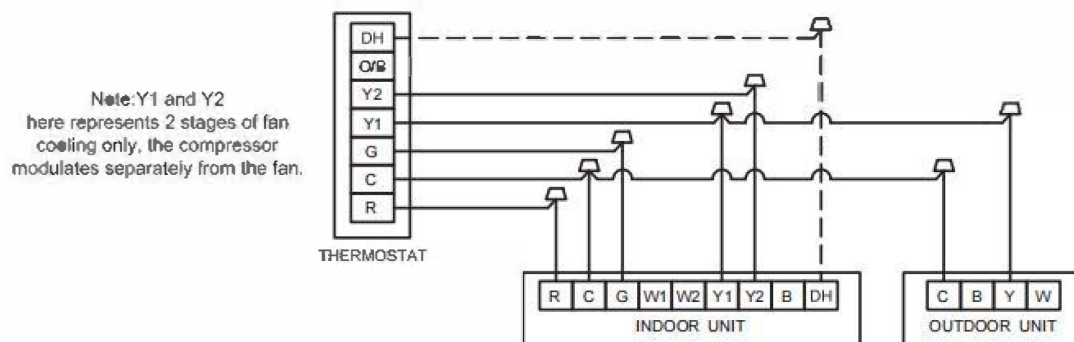 DH
O/B
Y2
Y1
G
C
R
THERMOSTAT
Note:Y1 and Y2
here represents 2 stages of fan
cooling only, the compressor
modulates separately from the fan.
R C G W1 W2 Y1 Y2 B DH
INDOOR UNIT
C B Y W
OUTDOOR UNIT